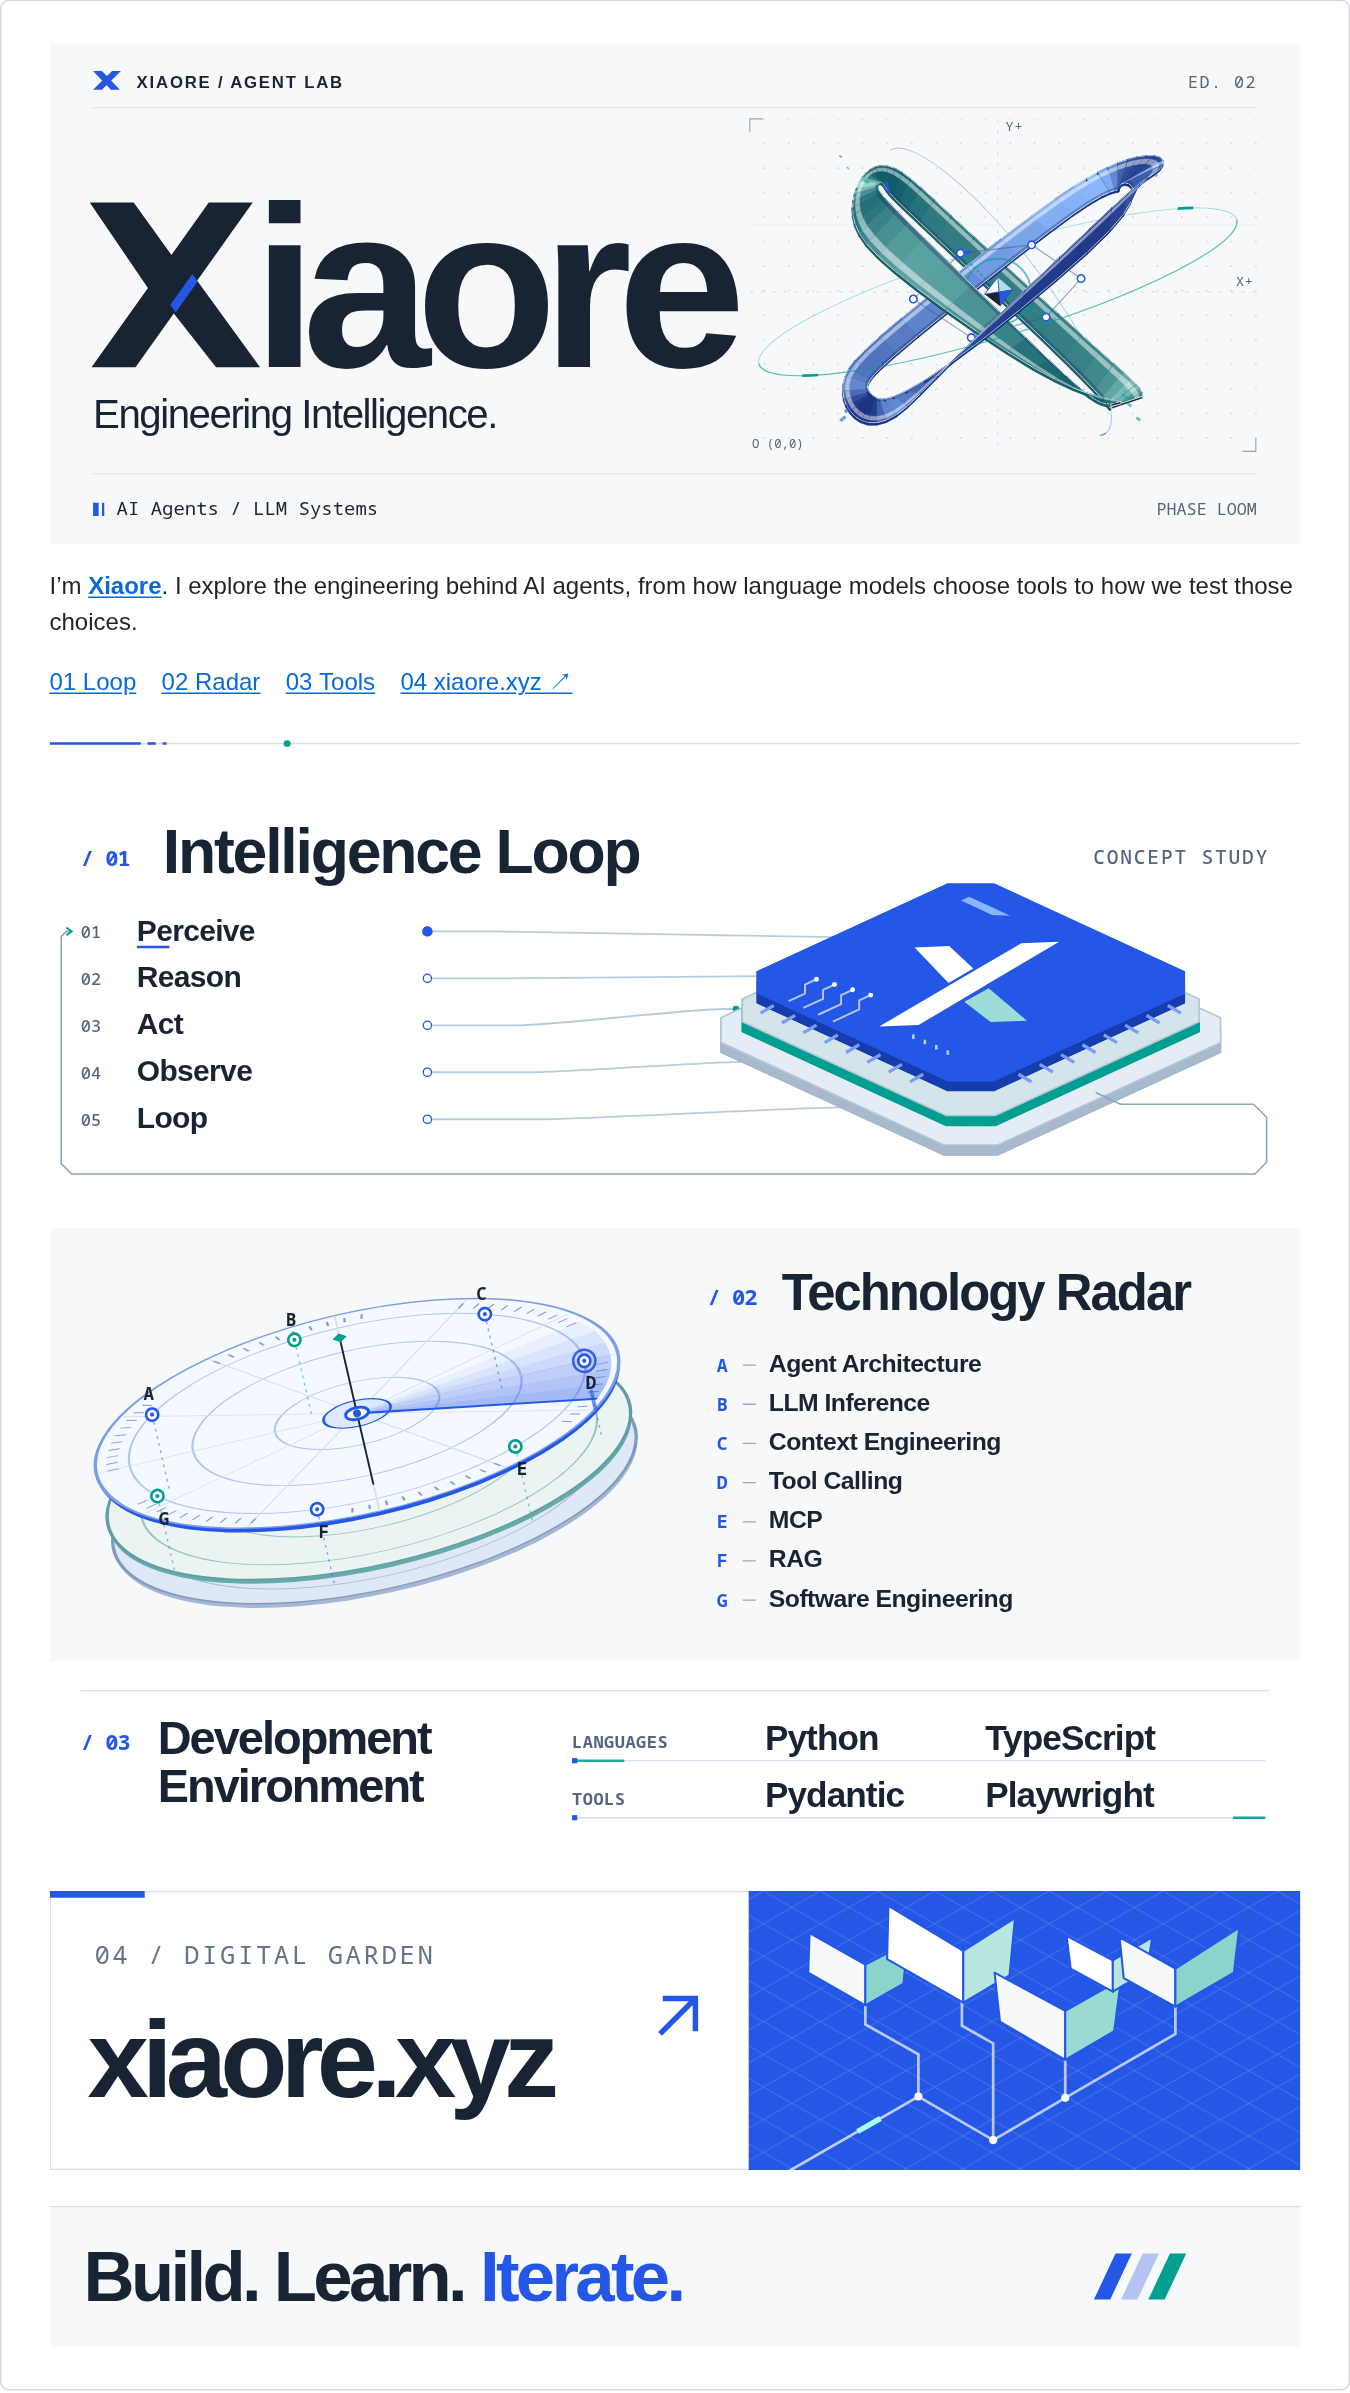 XIAORE / AGENT LAB
ED. 02
Y+
Xiaore
X+
Engineering Intelligence.
O (0,0)
AI Agents / LLM Systems
PHASE LOOM
I’m Xiaore. I explore the engineering behind AI agents, from how language models choose tools to how we test those
choices.
01 Loop 02 Radar 03 Tools 04 xiaore.xyz ↗
/ 01 Intelligence Loop
CONCEPT STUDY
01 Perceive
02 Reason
03 Act
04 Observe
05 Loop
/ 02 Technology Radar
A
B
C
D
E
F
G
A — Agent Architecture
B — LLM Inference
C — Context Engineering
D — Tool Calling
E — MCP
F — RAG
G — Software Engineering
/ 03 Development
Environment
LANGUAGES Python TypeScript
TOOLS Pydantic Playwright
04 / DIGITAL GARDEN
xiaore.xyz
Build. Learn. Iterate.